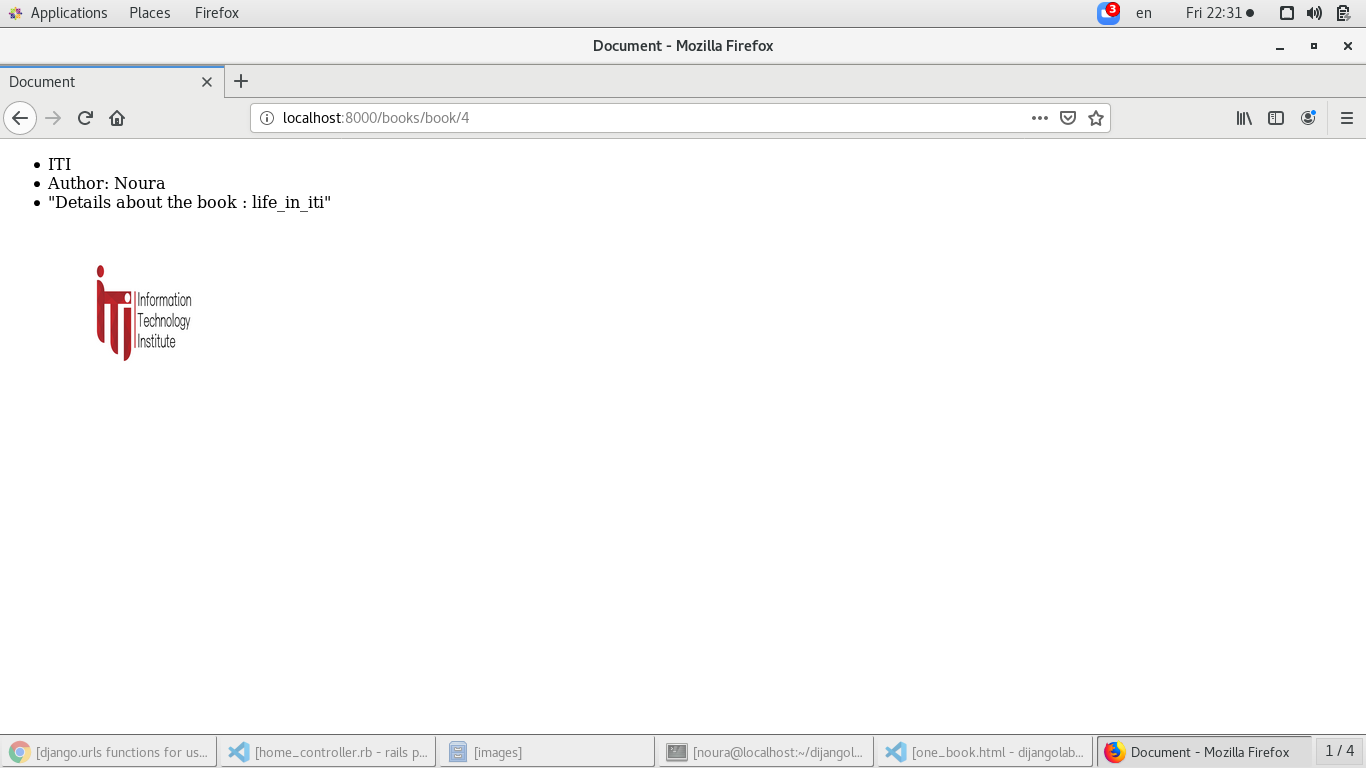 Applications Places Firefox 3 en Fri 22:31
Document - Mozilla Firefox
Document
localhost:8000/books/book/4
ITI
Author: Noura
"Details about the book : life_in_iti"
iTi Information
Technology
Institute
[django.urls functions for us... [home_controller.rb - rails p... [images] [noura@localhost:~/dijangol... [one_book.html - dijangolab... Document - Mozilla Firefox 1 / 4